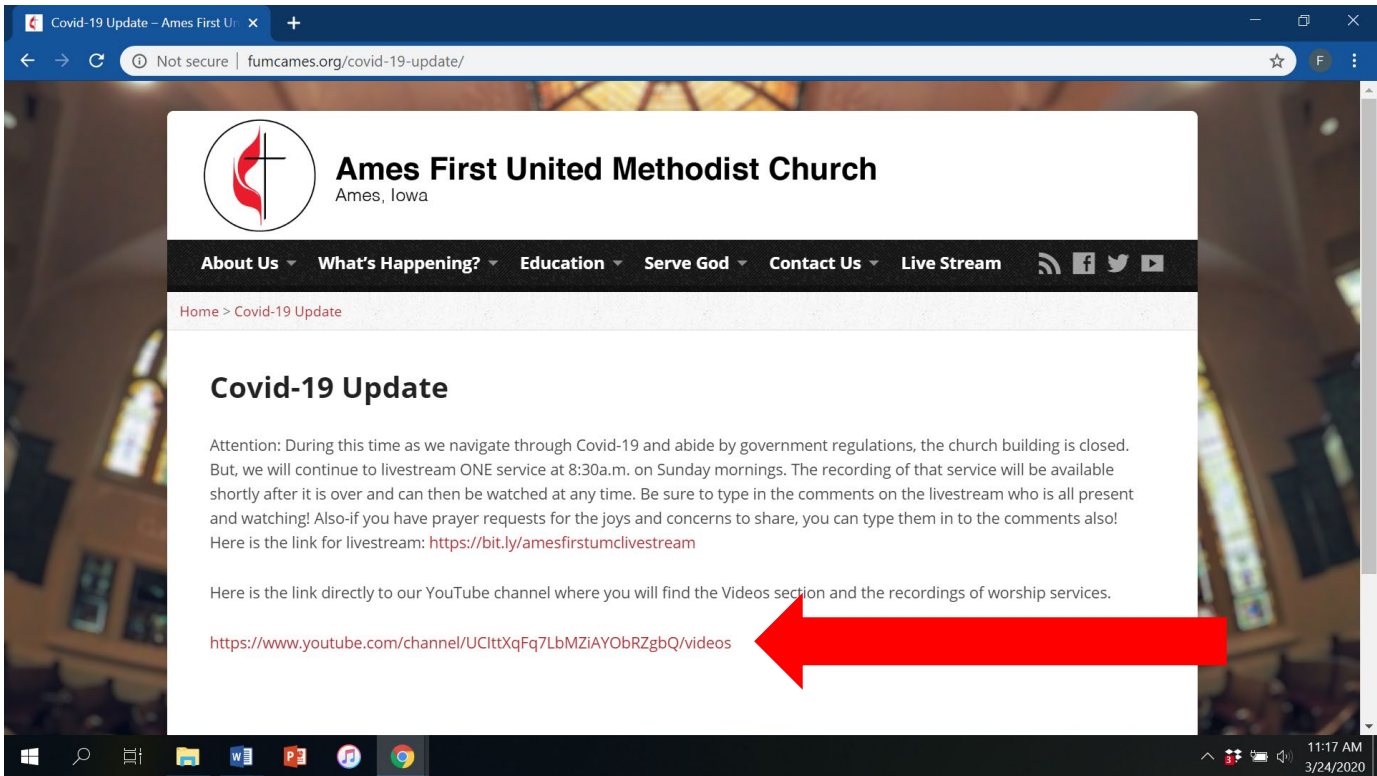 Covid-19 Update – Ames First Un
Not secure | fumcames.org/covid-19-update/
F
Ames First United Methodist Church
Ames, Iowa
About Us What's Happening? Education Serve God Contact Us Live Stream
Home > Covid-19 Update
Covid-19 Update
Attention: During this time as we navigate through Covid-19 and abide by government regulations, the church building is closed.
But, we will continue to livestream ONE service at 8:30a.m. on Sunday mornings. The recording of that service will be available
shortly after it is over and can then be watched at any time. Be sure to type in the comments on the livestream who is all present
and watching! Also-if you have prayer requests for the joys and concerns to share, you can type them in to the comments also!
Here is the link for livestream: https://bit.ly/amesfirstumclivestream
Here is the link directly to our YouTube channel where you will find the Videos section and the recordings of worship services.
https://www.youtube.com/channel/UCIttXqFq7LbMZiAYObRZgbQ/videos
3
11:17 AM
3/24/2020